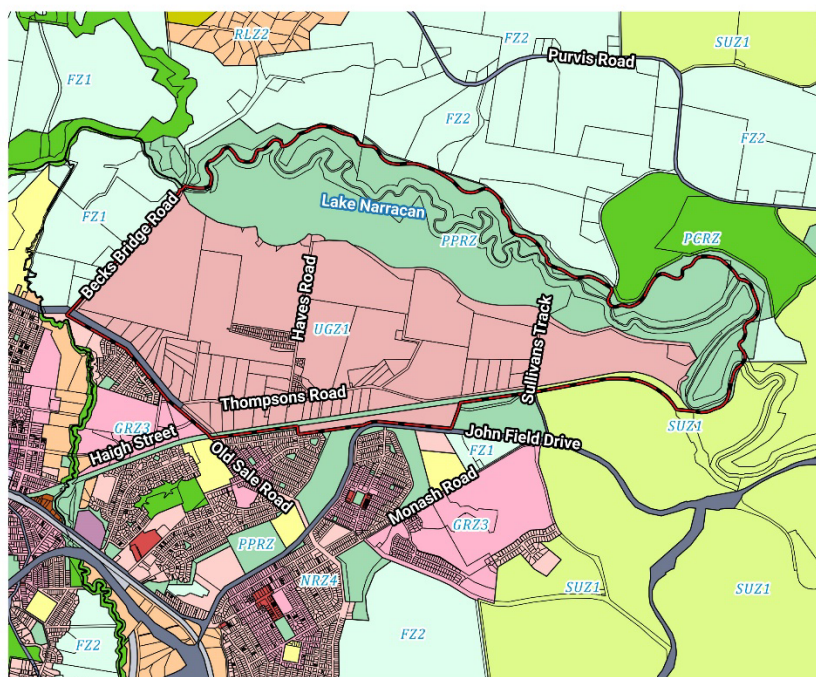 RLZ2
FZ2
SUZ1
Purvis Road
FZ1
FZ2
FZ2
FZ1
Becks Bridge Road
Lake Narracan
PPRZ
PCRZ
Hayes Road
UGZ1
Sullivans Track
Thompsons Road
GRZ3
Haigh Street
Old Sale Road
John Field Drive
FZ1
SUZ1
Monash Road
GRZ3
PPRZ
NRZ4
SUZ1
SUZ1
FZ2
FZ2